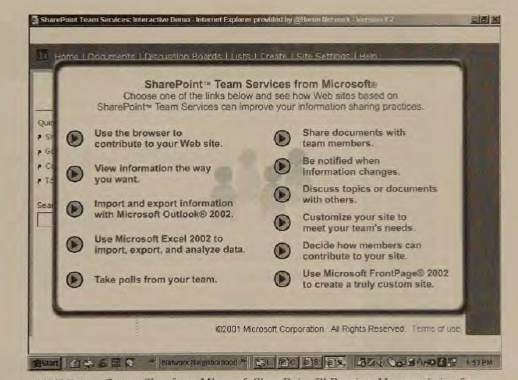 SharePoint Team Services: Interactive Demo - Internet Explorer provided by @Home Network - Version 1.7
Home | Documents | Discussion Boards | Lists | Create | Site Settings | Help
SharePoint™ Team Services from Microsoft®
Choose one of the links below and see how Web sites based on
SharePoint™ Team Services can improve your information sharing practices.
Use the browser to
contribute to your Web site.
View information the way
you want.
Import and export information
with Microsoft Outlook® 2002.
Use Microsoft Excel 2002 to
import, export, and analyze data.
Take polls from your team.
Share documents with
team members.
Be notified when
information changes.
Discuss topics or documents
with others.
Customize your site to
meet your team's needs.
Decide how members can
contribute to your site.
Use Microsoft FrontPage® 2002
to create a truly custom site.
Quic
Sea
©2001 Microsoft Corporation. All Rights Reserved. Terms of use
Start
Network Neighborhood
1:53 PM